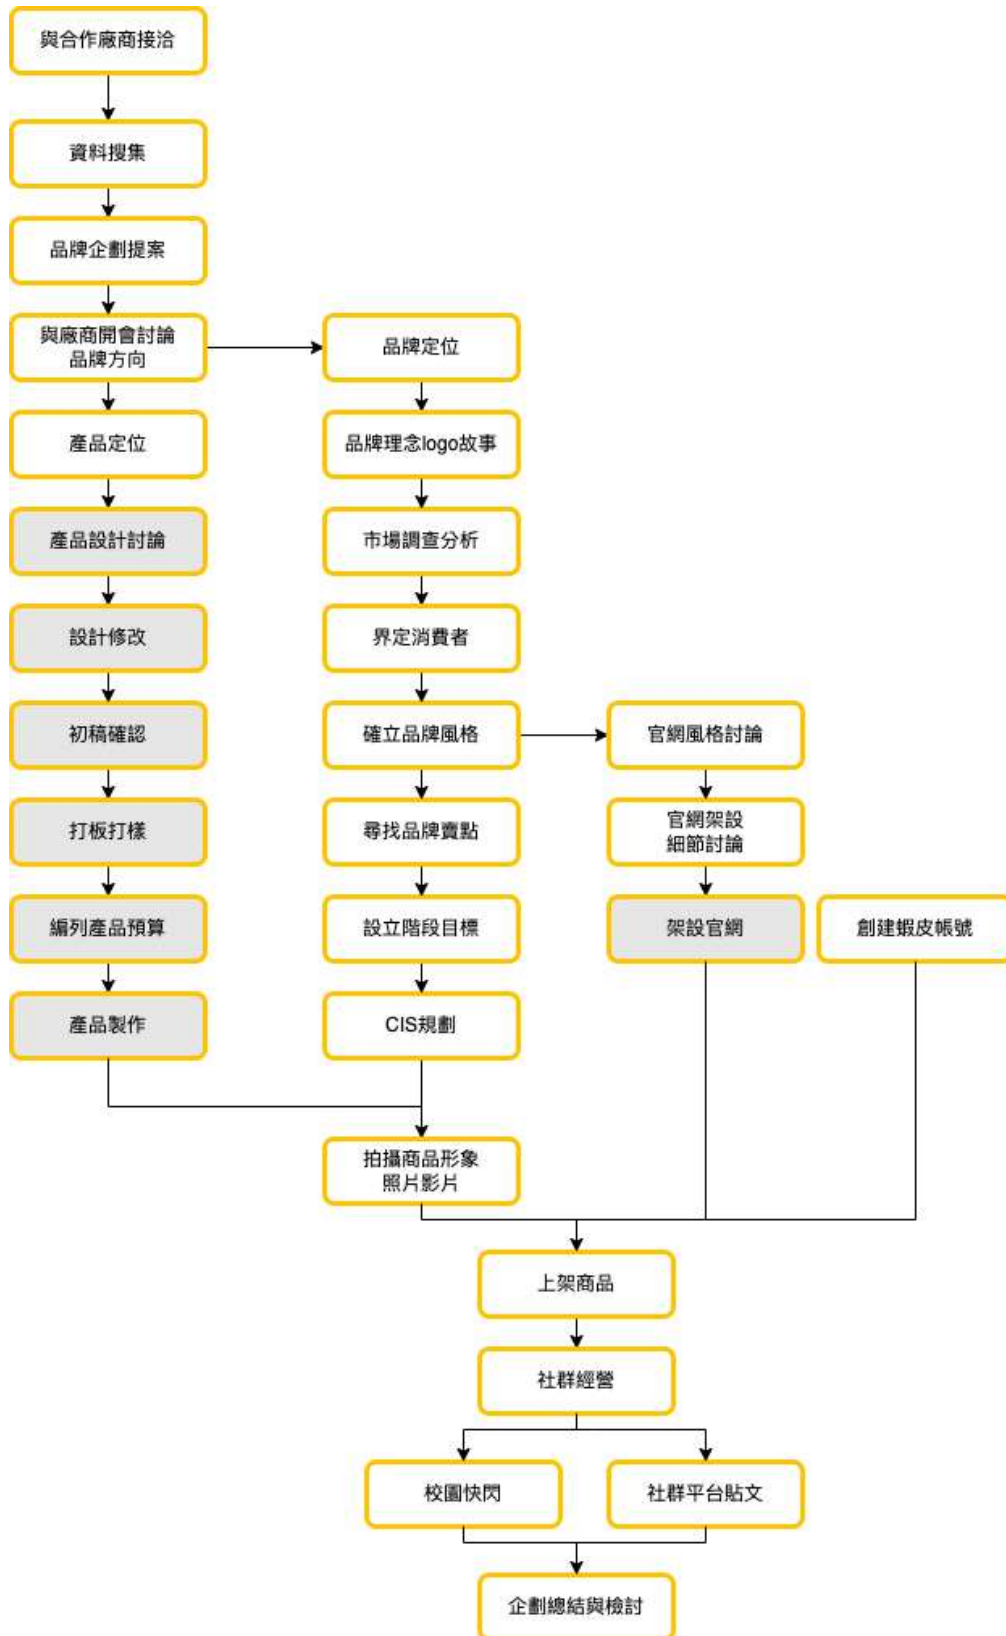 與合作廠商接洽
資料搜集
品牌企劃提案
與廠商開會討論
品牌方向
產品定位
產品設計討論
設計修改
初稿確認
打板打樣
編列產品預算
產品製作
品牌定位
品牌理念logo故事
市場調查分析
界定消費者
確立品牌風格
尋找品牌賣點
設立階段目標
CIS規劃
官網風格討論
官網架設
細節討論
架設官網
創建蝦皮帳號
拍攝商品形象
照片影片
上架商品
社群經營
校園快閃
社群平台貼文
企劃總結與檢討